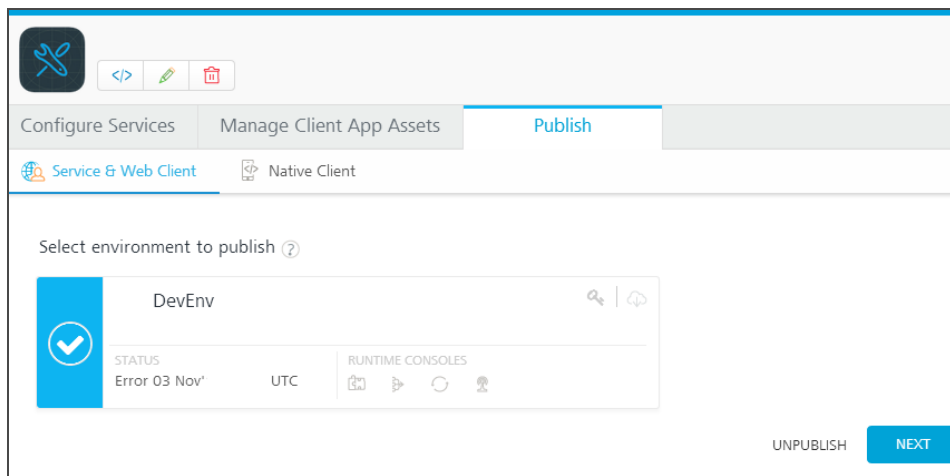 </>
Configure Services Manage Client App Assets Publish
Service & Web Client </> Native Client
Select environment to publish ?
DevEnv
STATUS RUNTIME CONSOLES
Error 03 Nov' UTC
UNPUBLISH NEXT